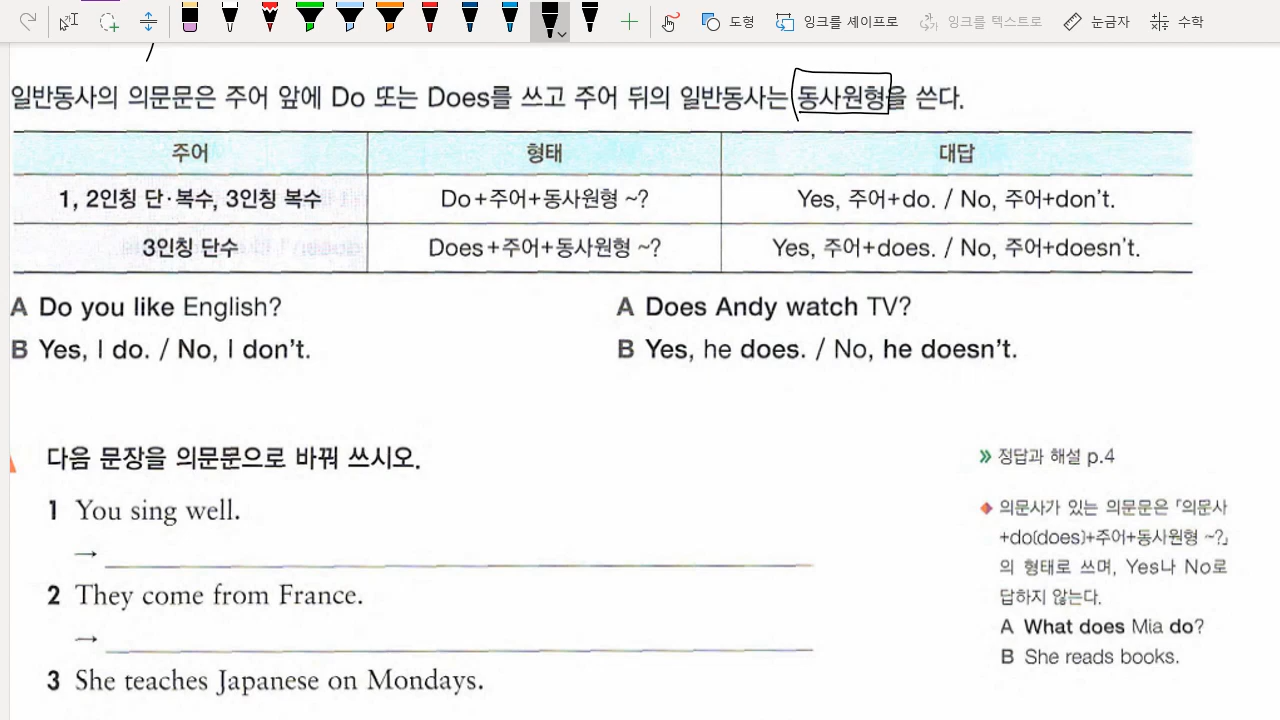 도형 잉크를 셰이프로 잉크를 텍스트로 눈금자 수학
일반동사의 의문문은 주어 앞에 Do 또는 Does를 쓰고 주어 뒤의 일반동사는 동사원형을 쓴다.
주어 형태 대답
1, 2인칭 단·복수, 3인칭 복수 Do+주어+동사원형 ~? Yes, 주어+do. / No, 주어+don't.
3인칭 단수 Does+주어+동사원형 ~? Yes, 주어+does. / No, 주어+doesn't.
A Do you like English? A Does Andy watch TV?
B Yes, I do. / No, I don't. B Yes, he does. / No, he doesn't.
다음 문장을 의문문으로 바꿔 쓰시오.
1 You sing well.
→
2 They come from France.
→
3 She teaches Japanese on Mondays.
» 정답과 해설 p.4
◆ 의문사가 있는 의문문은 「의문사
+do(does)+주어+동사원형 ~?」
의 형태로 쓰며, Yes나 No로
답하지 않는다.
A What does Mia do?
B She reads books.